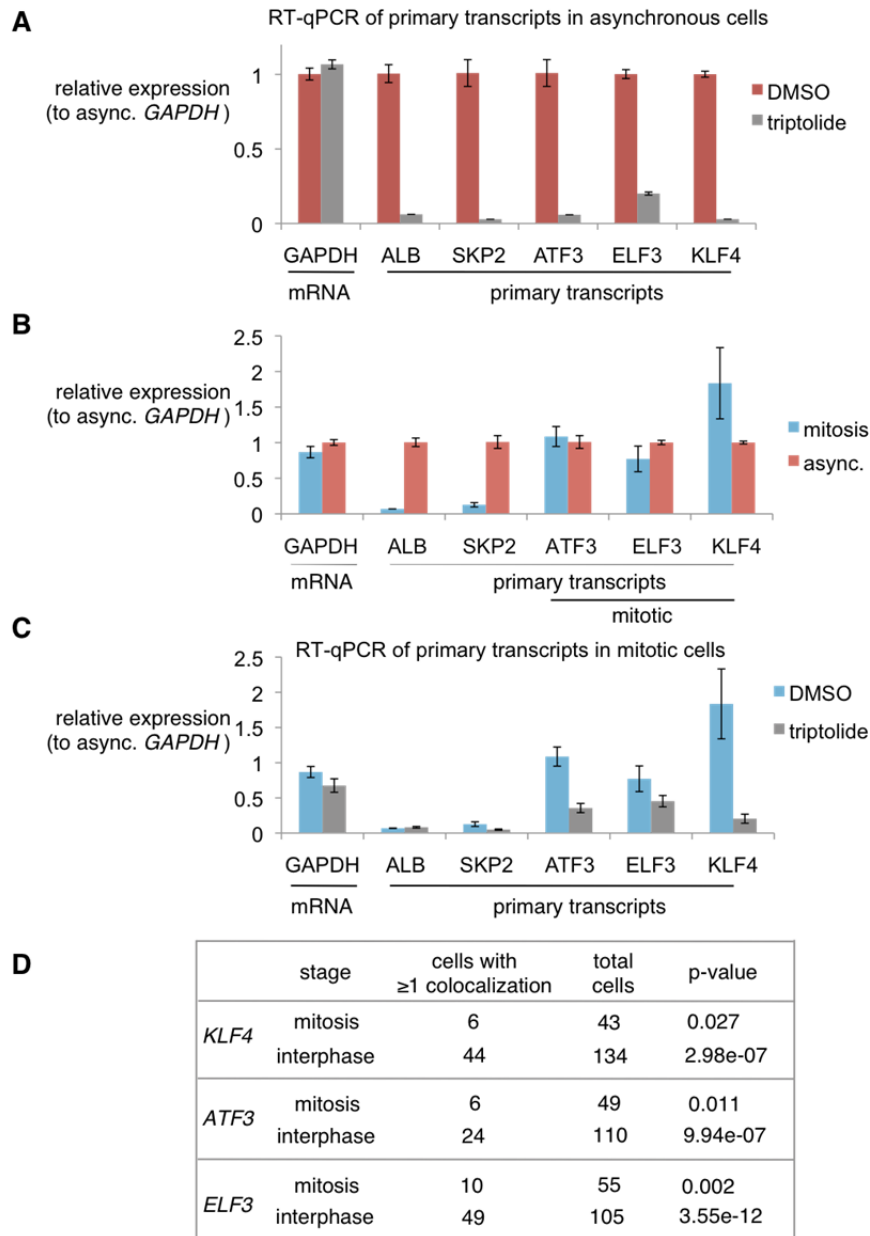 A
RT-qPCR of primary transcripts in asynchronous cells
relative expression
(to async. GAPDH )
1
0.5
0
DMSO
triptolide
GAPDH ALB SKP2 ATF3 ELF3 KLF4
mRNA primary transcripts
B
relative expression
(to async. GAPDH )
2.5
2
1.5
1
0.5
0
mitosis
async.
GAPDH ALB SKP2 ATF3 ELF3 KLF4
mRNA primary transcripts
mitotic
C
RT-qPCR of primary transcripts in mitotic cells
relative expression
(to async. GAPDH )
2.5
2
1.5
1
0.5
0
DMSO
triptolide
GAPDH ALB SKP2 ATF3 ELF3 KLF4
mRNA primary transcripts
D
stage cells with ≥1 colocalization total cells p-value
KLF4 mitosis 6 43 0.027
interphase 44 134 2.98e-07
ATF3 mitosis 6 49 0.011
interphase 24 110 9.94e-07
ELF3 mitosis 10 55 0.002
interphase 49 105 3.55e-12